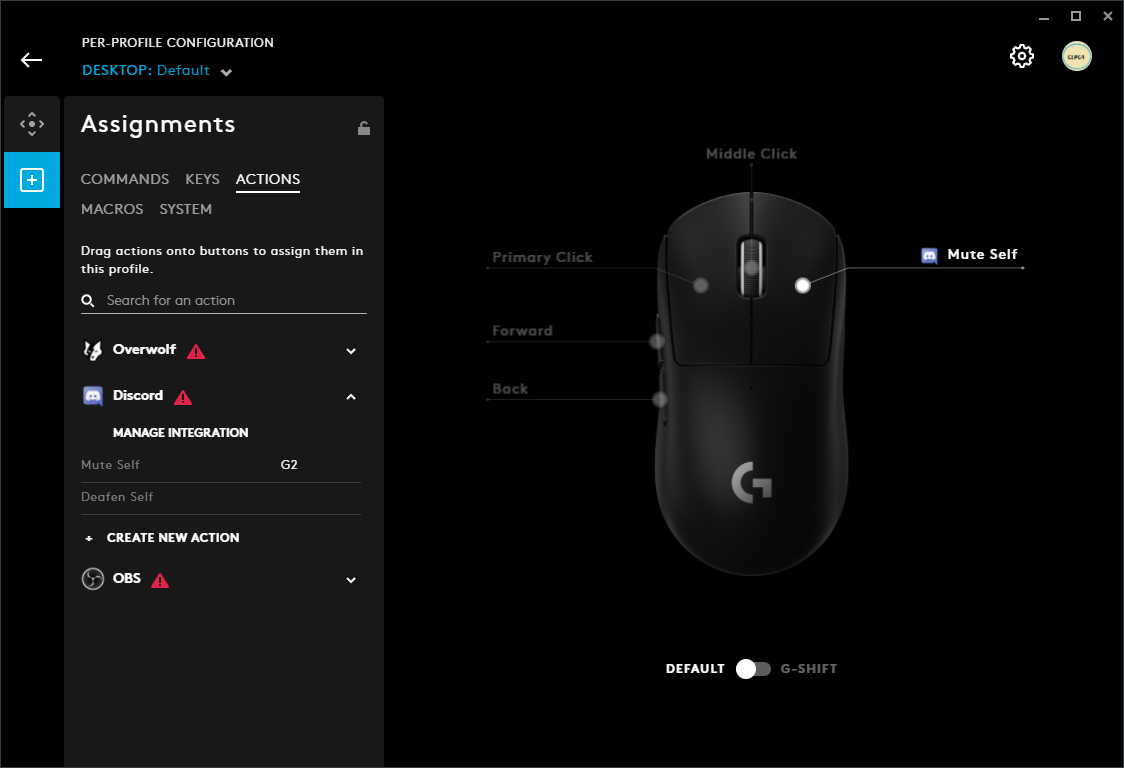 PER-PROFILE CONFIGURATION
DESKTOP: Default
Assignments
COMMANDS KEYS ACTIONS
MACROS SYSTEM
Drag actions onto buttons to assign them in
this profile.
Search for an action
Overwolf
Discord
MANAGE INTEGRATION
Mute Self G2
Deafen Self
+ CREATE NEW ACTION
OBS
Middle Click
Primary Click
Mute Self
Forward
Back
DEFAULT G-SHIFT